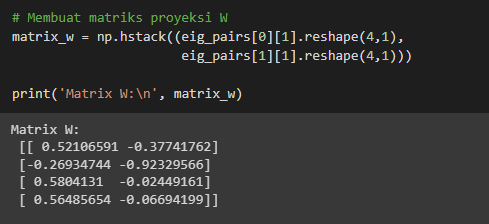 # Membuat matriks proyeksi W
matrix_w = np.hstack((eig_pairs[0][1].reshape(4,1),
                      eig_pairs[1][1].reshape(4,1)))

print('Matrix W:\n', matrix_w)
Matrix W:
 [[ 0.52106591 -0.37741762]
 [-0.26934744 -0.92329566]
 [ 0.5804131  -0.02449161]
 [ 0.56485654 -0.06694199]]